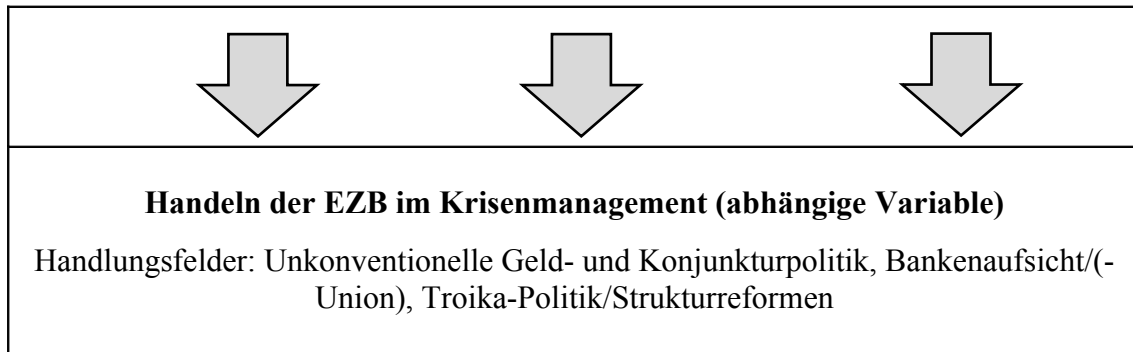 Handeln der EZB im Krisenmanagement (abhängige Variable)
Handlungsfelder: Unkonventionelle Geld- und Konjunkturpolitik, Bankenaufsicht/(-
Union), Troika-Politik/Strukturreformen